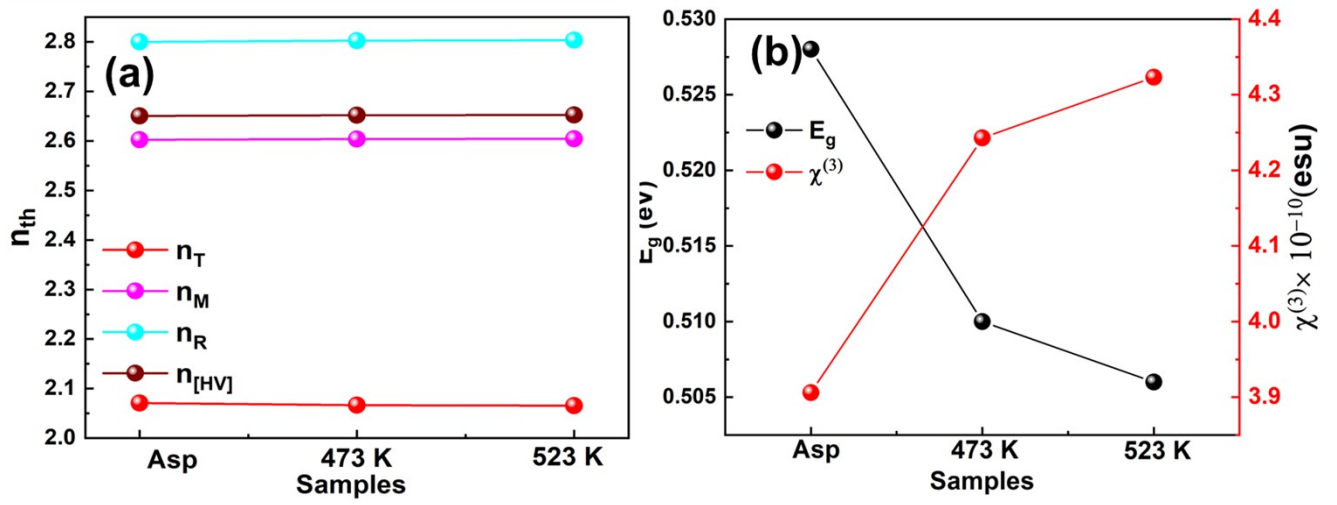 (a)
2.8
2.7
2.6
2.5
2.4
2.3
2.2
2.1
2.0
n_th
n_T
n_M
n_R
n_[HV]
Asp 473 K 523 K
Samples
(b)
0.530
0.525
0.520
0.515
0.510
0.505
E_g (eV)
E_g
χ^(3)
4.4
4.3
4.2
4.1
4.0
3.9
χ^(3)× 10^−10(esu)
Asp 473 K 523 K
Samples